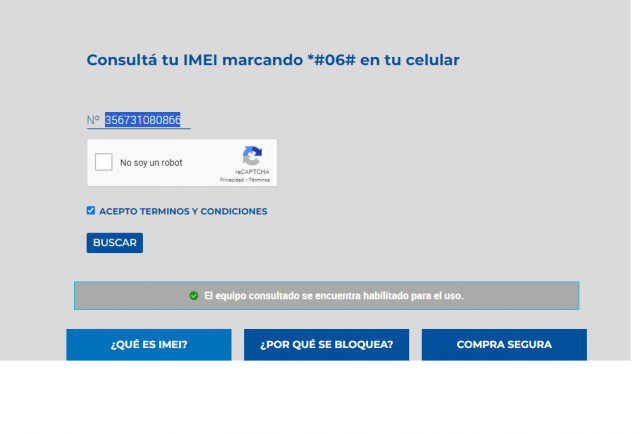 Consultá tu IMEI marcando *#06# en tu celular
Nº 356731080866
No soy un robot
reCAPTCHA
Privacidad - Términos
ACEPTO TERMINOS Y CONDICIONES
BUSCAR
El equipo consultado se encuentra habilitado para el uso.
¿QUÉ ES IMEI? ¿POR QUÉ SE BLOQUEA? COMPRA SEGURA